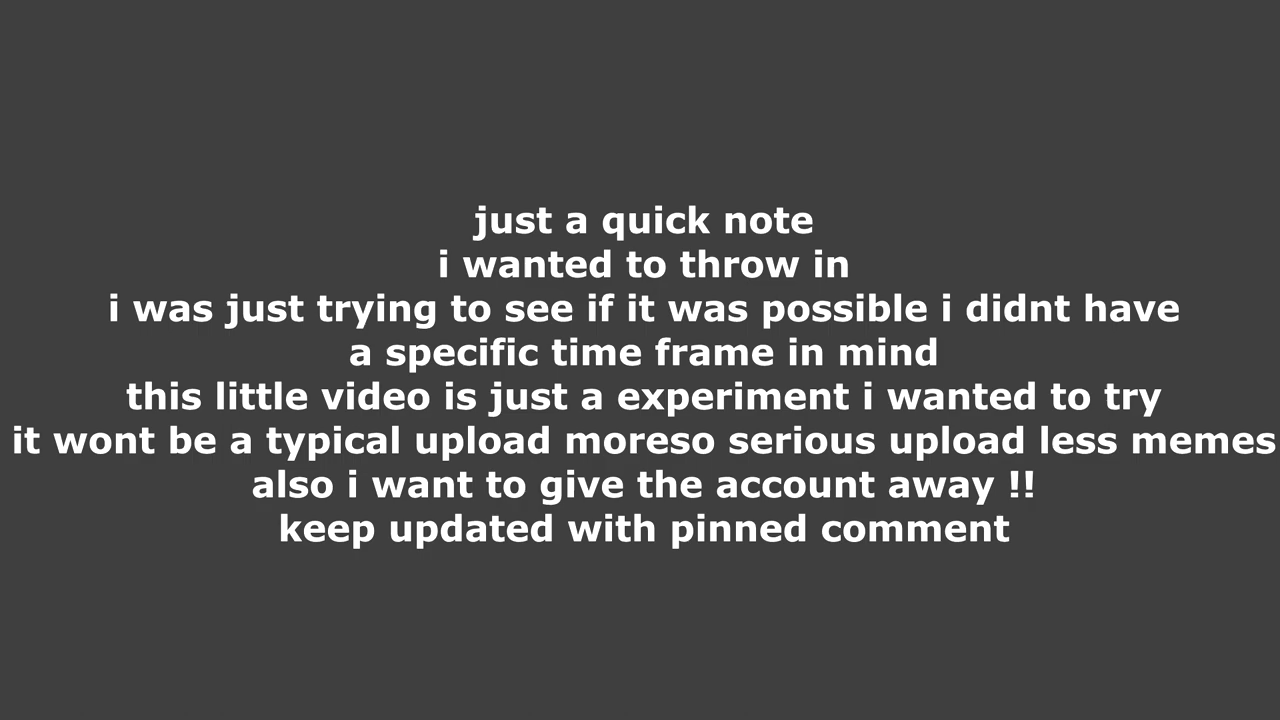 just a quick note
i wanted to throw in
i was just trying to see if it was possible i didnt have
a specific time frame in mind
this little video is just a experiment i wanted to try
it wont be a typical upload moreso serious upload less memes
also i want to give the account away !!
keep updated with pinned comment